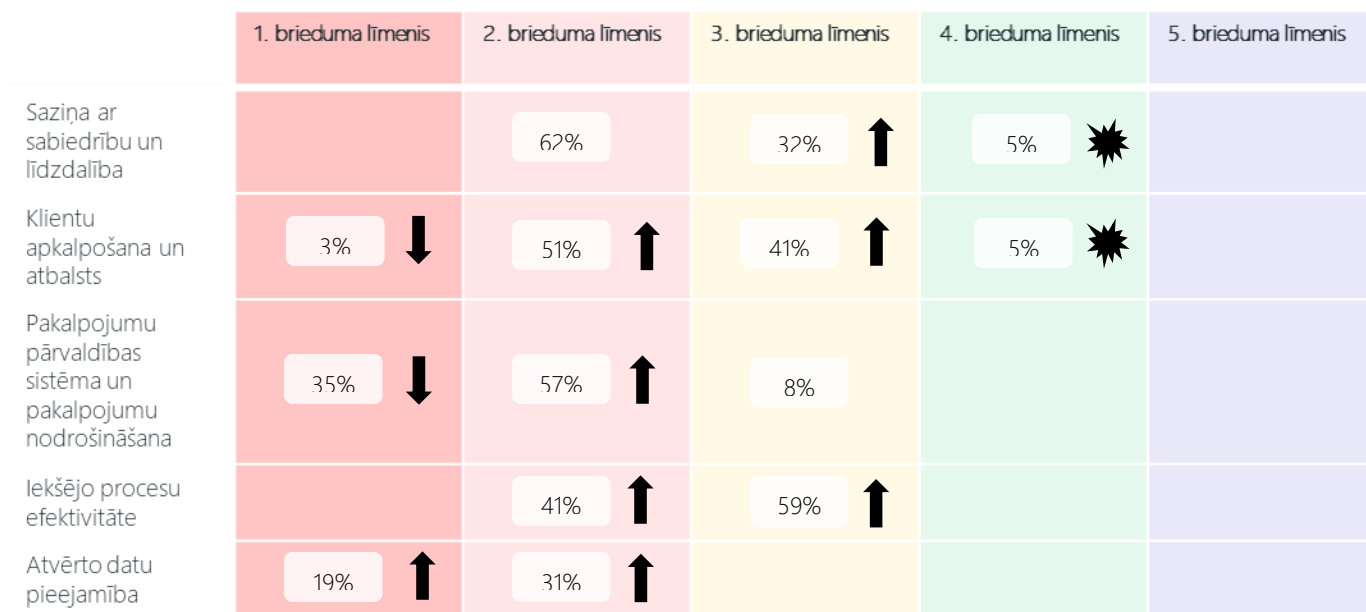 1. brieduma līmenis
2. brieduma līmenis
3. brieduma līmenis
4. brieduma līmenis
5. brieduma līmenis
Saziņa ar
sabiedrību un
līdzdalība
62%
32%
5%
Klientu
apkalpošana un
atbalsts
3%
51%
41%
5%
Pakalpojumu
pārvaldības
sistēma un
pakalpojumu
nodrošināšana
35%
57%
8%
Iekšējo procesu
efektivitāte
41%
59%
Atvērto datu
pieejamība
19%
31%